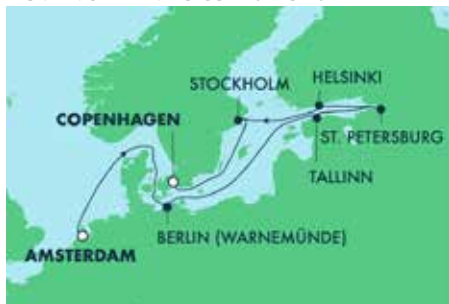 STOCKHOLM
HELSINKI
COPENHAGEN
ST. PETERSBURG
TALLINN
BERLIN (WARNEMÜNDE)
AMSTERDAM